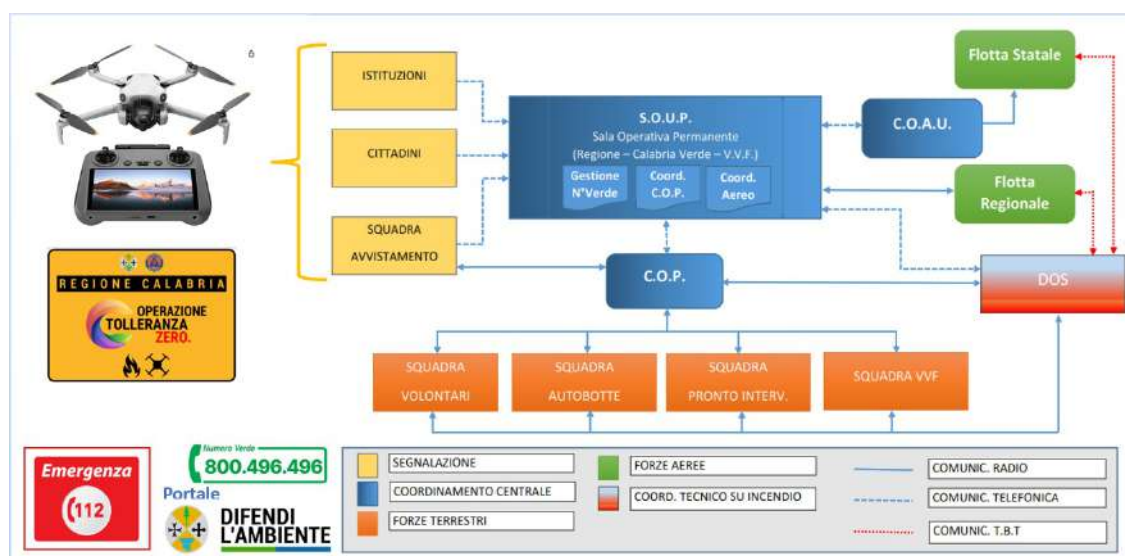 6
ISTITUZIONI
CITTADINI
SQUADRA
AVVISTAMENTO
S.O.U.P.
Sala Operativa Permanente
(Regione – Calabria Verde – V.V.F.)
Gestione
N°Verde
Coord.
C.O.P.
Coord.
Aereo
C.O.A.U.
Flotta Statale
Flotta
Regionale
C.O.P.
DOS
SQUADRA
VOLONTARI
SQUADRA
AUTOBOTTE
SQUADRA
PRONTO INTERV.
SQUADRA VVF
REGIONE CALABRIA
OPERAZIONE
TOLLERANZA
ZERO.
Emergenza
112
Numero Verde
800.496.496
Portale
DIFENDI
L'AMBIENTE
SEGNALAZIONE
COORDINAMENTO CENTRALE
FORZE TERRESTRI
FORZE AEREE
COORD. TECNICO SU INCENDIO
COMUNIC. RADIO
COMUNIC. TELEFONICA
COMUNIC. T.B.T